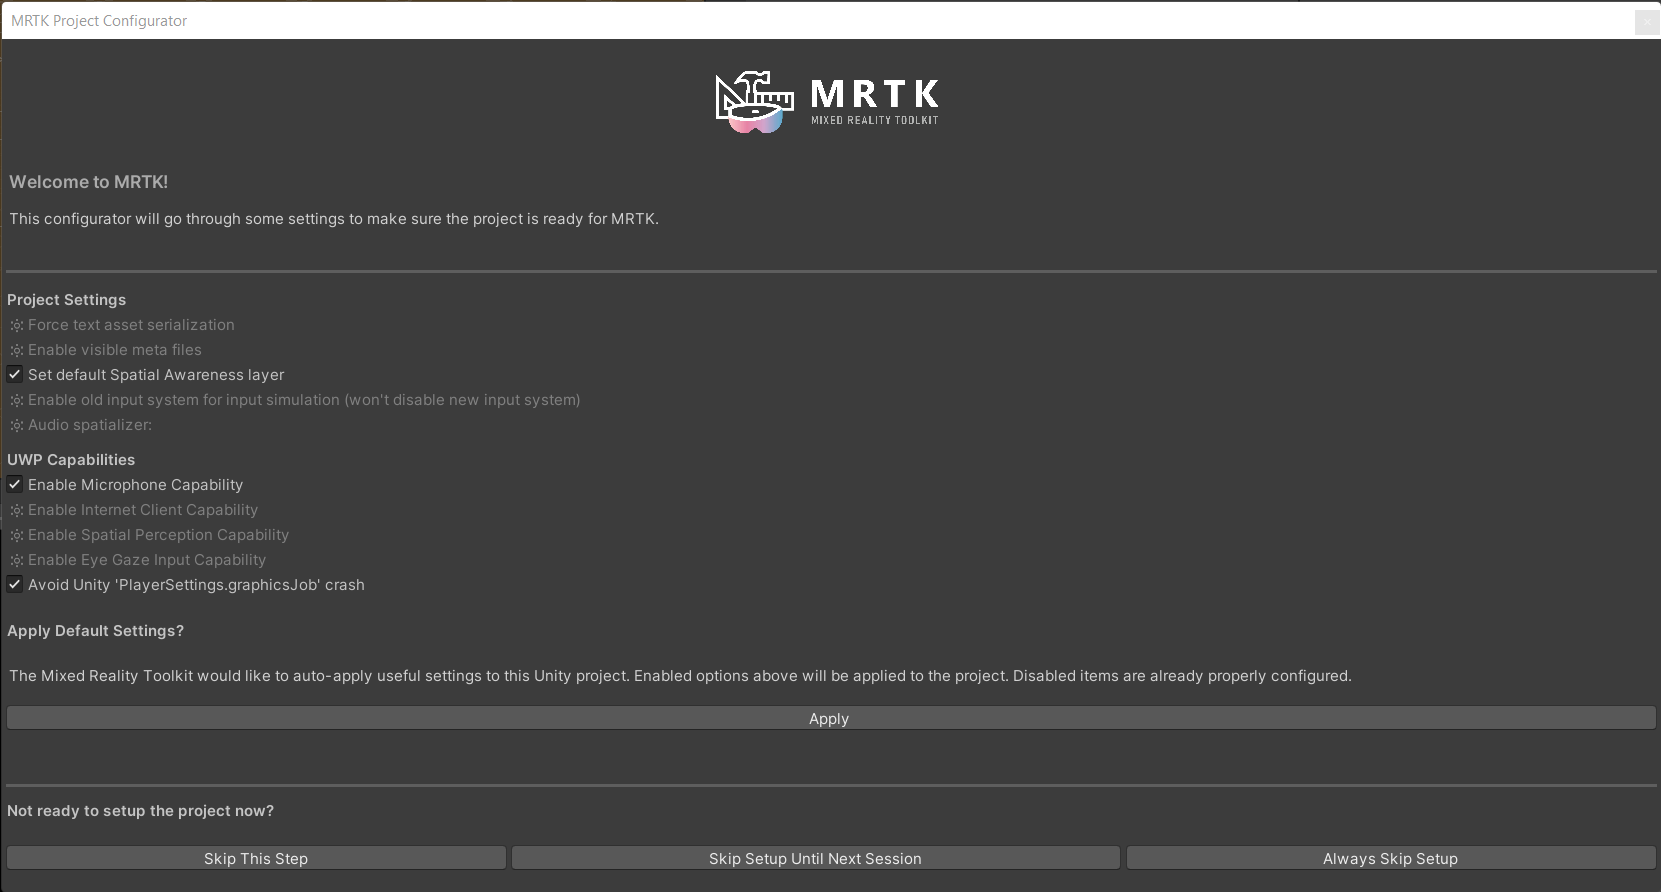 MRTK Project Configurator
MRTK
MIXED REALITY TOOLKIT
Welcome to MRTK!
This configurator will go through some settings to make sure the project is ready for MRTK.
Project Settings
Force text asset serialization
Enable visible meta files
Set default Spatial Awareness layer
Enable old input system for input simulation (won't disable new input system)
Audio spatializer:
UWP Capabilities
Enable Microphone Capability
Enable Internet Client Capability
Enable Spatial Perception Capability
Enable Eye Gaze Input Capability
Avoid Unity 'PlayerSettings.graphicsJob' crash
Apply Default Settings?
The Mixed Reality Toolkit would like to auto-apply useful settings to this Unity project. Enabled options above will be applied to the project. Disabled items are already properly configured.
Apply
Not ready to setup the project now?
Skip This Step
Skip Setup Until Next Session
Always Skip Setup